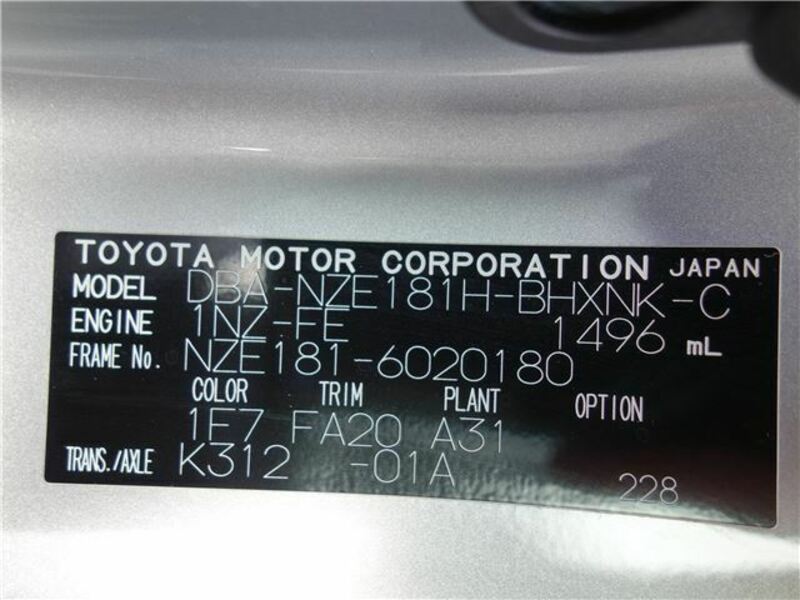 TOYOTA MOTOR CORPORATION JAPAN
MODEL DBA-NZE181H-BHXNK-C
ENGINE 1NZ-FE 1496 mL
FRAME No. NZE181-6020180
COLOR TRIM PLANT OPTION
1E7 FA20 A31
TRANS./AXLE K312 -01A 228